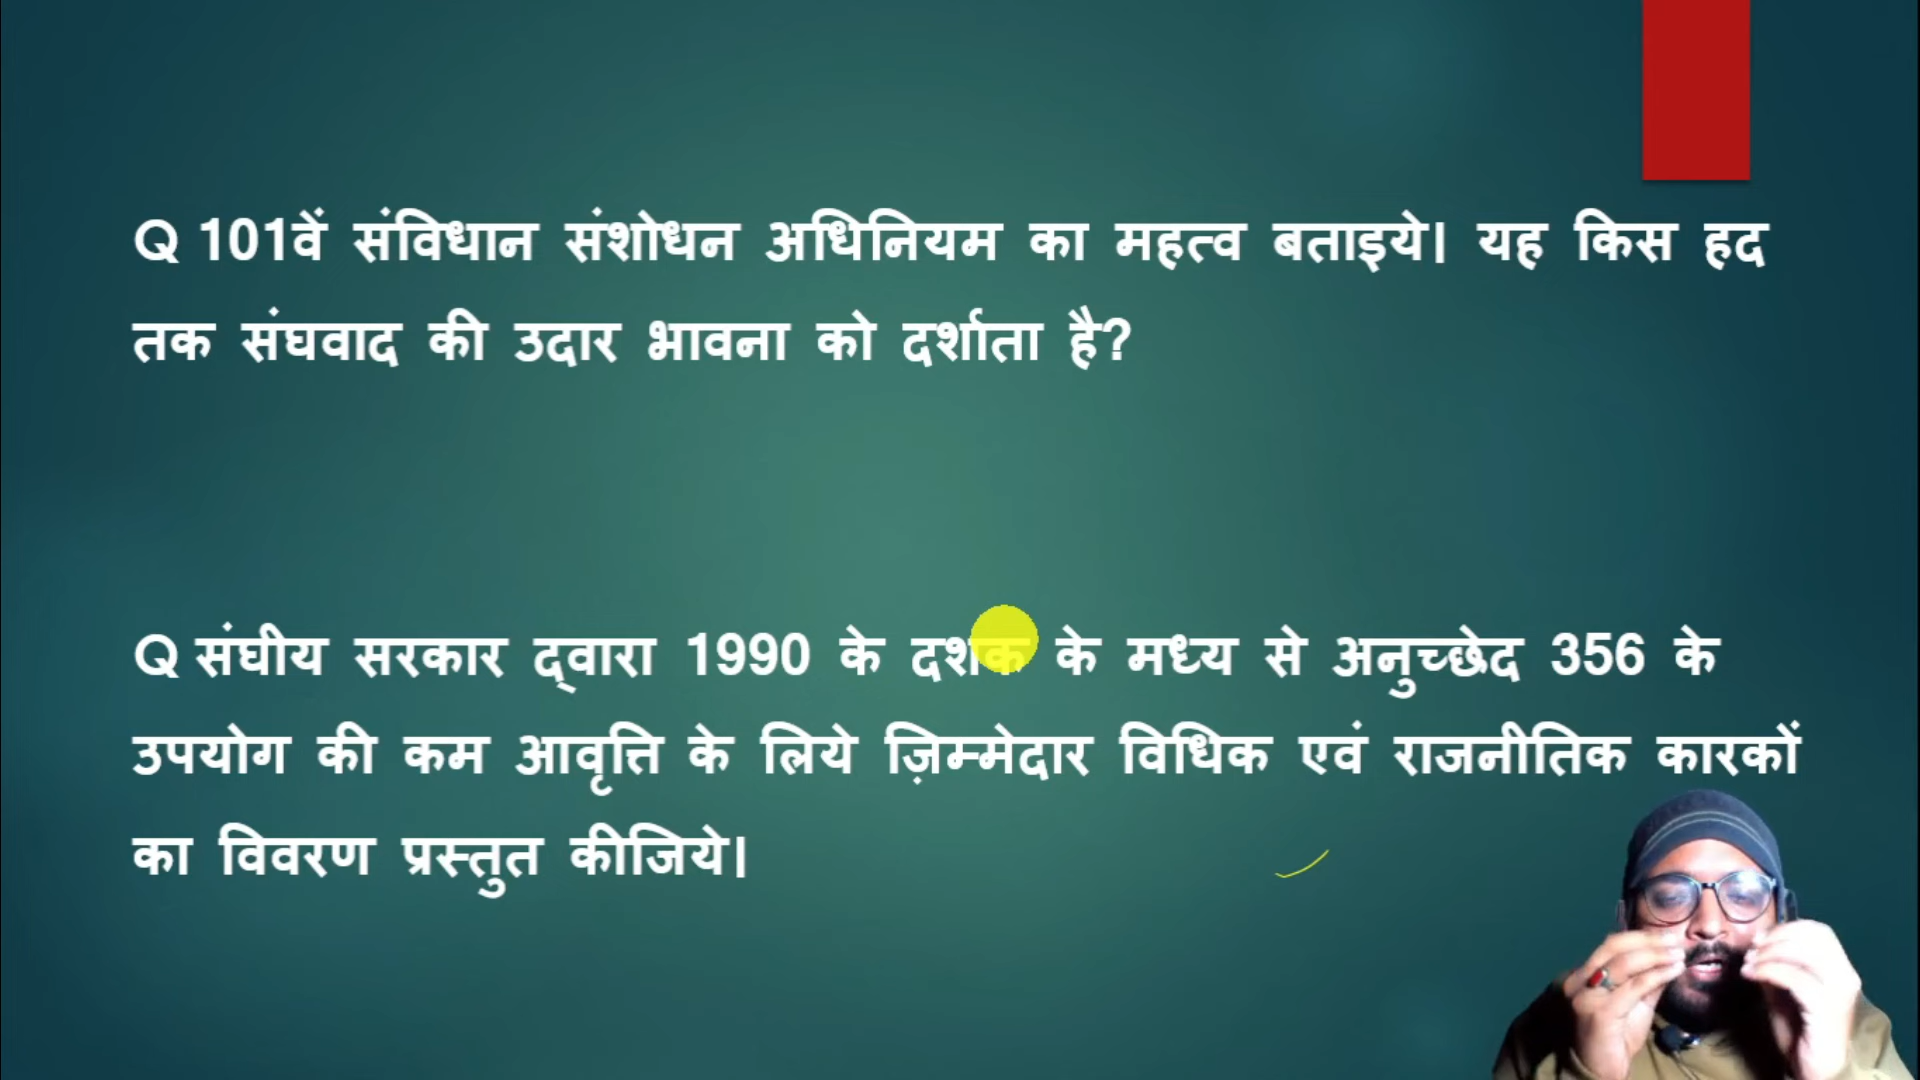 Q 101वें संविधान संशोधन अधिनियम का महत्व बताइये। यह किस हद
तक संघवाद की उदार भावना को दर्शाता है?
Q संघीय सरकार द्वारा 1990 के दशक के मध्य से अनुच्छेद 356 के
उपयोग की कम आवृत्ति के लिये ज़िम्मेदार विधिक एवं राजनीतिक कारकों
का विवरण प्रस्तुत कीजिये।